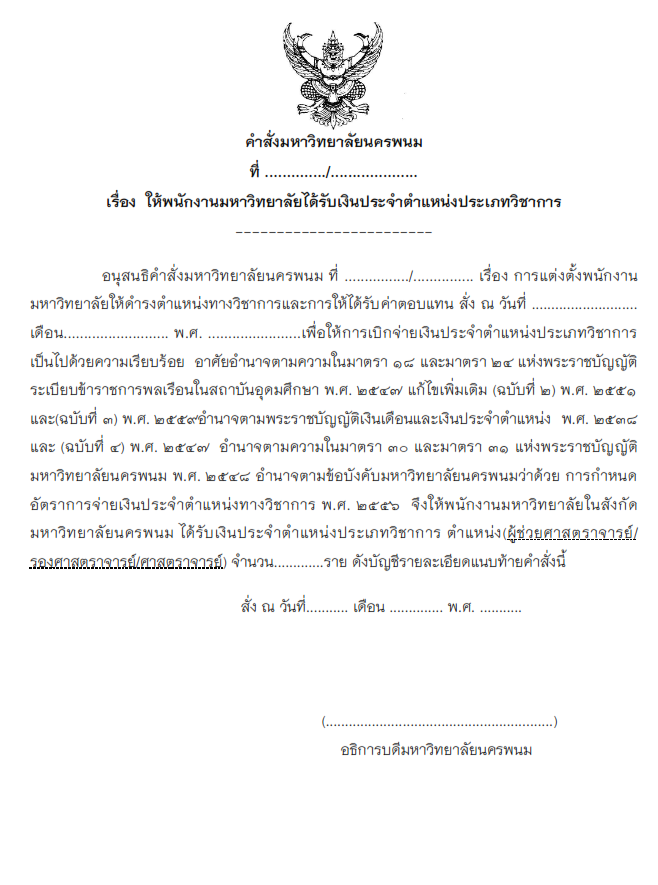 คำสั่งมหาวิทยาลัยนครพนม
ที่ ............../....................
เรื่อง  ให้พนักงานมหาวิทยาลัยได้รับเงินประจำตำแหน่งประเภทวิชาการ
------------------------
อนุสนธิคำสั่งมหาวิทยาลัยนครพนม ที่ ................/............... เรื่อง การแต่งตั้งพนักงาน
มหาวิทยาลัยให้ดำรงตำแหน่งทางวิชาการและการให้ได้รับค่าตอบแทน สั่ง ณ วันที่ ..........................
เดือน.......................... พ.ศ. .......................เพื่อให้การเบิกจ่ายเงินประจำตำแหน่งประเภทวิชาการ
เป็นไปด้วยความเรียบร้อย  อาศัยอำนาจตามความในมาตรา ๑๘ และมาตรา ๒๔ แห่งพระราชบัญญัติ
ระเบียบข้าราชการพลเรือนในสถาบันอุดมศึกษา พ.ศ. ๒๕๔๗ แก้ไขเพิ่มเติม (ฉบับที่ ๒) พ.ศ. ๒๕๕๑
และ(ฉบับที่ ๓) พ.ศ. ๒๕๕๙อำนาจตามพระราชบัญญัติเงินเดือนและเงินประจำตำแหน่ง  พ.ศ. ๒๕๓๘
และ (ฉบับที่ ๔) พ.ศ. ๒๕๔๗  อำนาจตามความในมาตรา ๓๐ และมาตรา ๓๑ แห่งพระราชบัญญัติ
มหาวิทยาลัยนครพนม พ.ศ. ๒๕๔๘ อำนาจตามข้อบังคับมหาวิทยาลัยนครพนมว่าด้วย การกำหนด
อัตราการจ่ายเงินประจำตำแหน่งทางวิชาการ พ.ศ. ๒๕๕๖  จึงให้พนักงานมหาวิทยาลัยในสังกัด
มหาวิทยาลัยนครพนม ได้รับเงินประจำตำแหน่งประเภทวิชาการ ตำแหน่ง(ผู้ช่วยศาสตราจารย์/
รองศาสตราจารย์/ศาสตราจารย์) จำนวน............ราย ดังบัญชีรายละเอียดแนบท้ายคำสั่งนี้
สั่ง ณ วันที่........... เดือน .............. พ.ศ. ...........
(...........................................................)
อธิการบดีมหาวิทยาลัยนครพนม